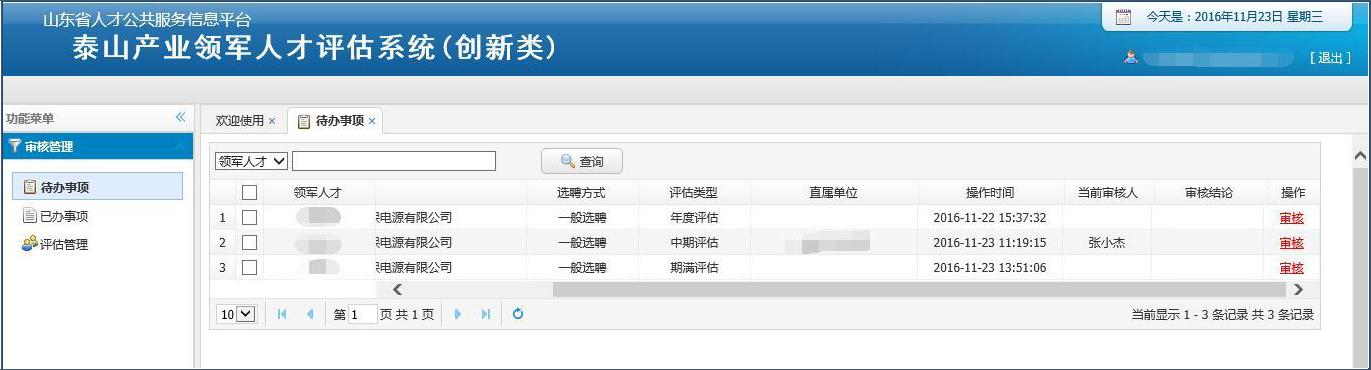 山东省人才公共服务信息平台
今天是：2016年11月23日 星期三
泰山产业领军人才评估系统(创新类)
[ 退出 ]
功能菜单
欢迎使用 × 待办事项 ×
审核管理
领军人才 查询
待办事项
已办事项
评估管理
领军人才 选聘方式 评估类型 直属单位 操作时间 当前审核人 审核结论 操作
1 电源有限公司 一般选聘 年度评估 2016-11-22 15:37:32 审核
2 电源有限公司 一般选聘 中期评估 2016-11-23 11:19:15 张小杰 审核
3 电源有限公司 一般选聘 期满评估 2016-11-23 13:51:06 审核
10 第 1 页 共 1 页 当前显示 1 - 3 条记录 共 3 条记录